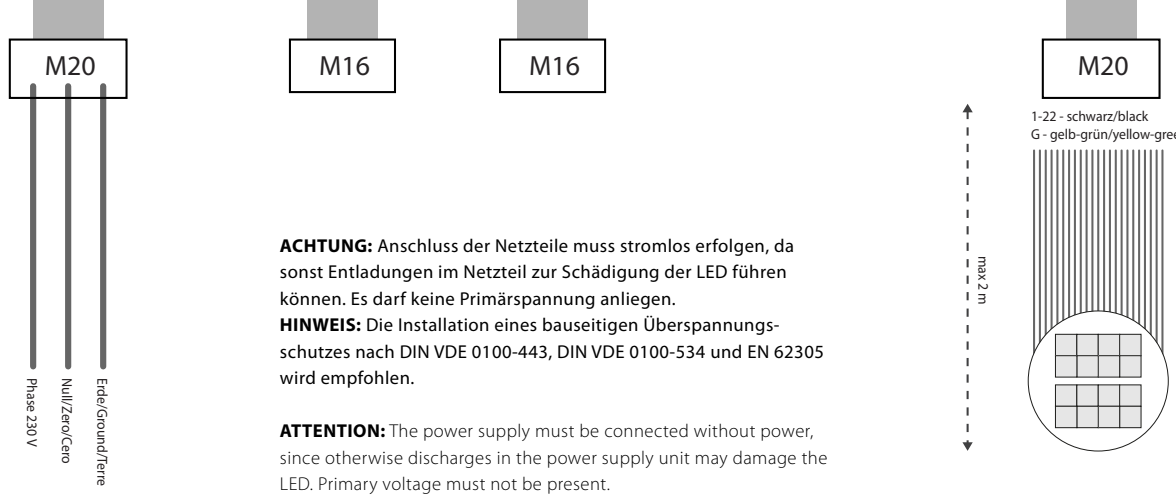 M20
M16
M16
M20
1-22 - schwarz/black
G - gelb-grün/yellow-gree
max 2 m
Phase 230 V
Null/Zero/Cero
Erde/Ground/Terre
ACHTUNG: Anschluss der Netzteile muss stromlos erfolgen, da
sonst Entladungen im Netzteil zur Schädigung der LED führen
können. Es darf keine Primärspannung anliegen.
HINWEIS: Die Installation eines bauseitigen Überspannungs-
schutzes nach DIN VDE 0100-443, DIN VDE 0100-534 und EN 62305
wird empfohlen.
ATTENTION: The power supply must be connected without power,
since otherwise discharges in the power supply unit may damage the
LED. Primary voltage must not be present.